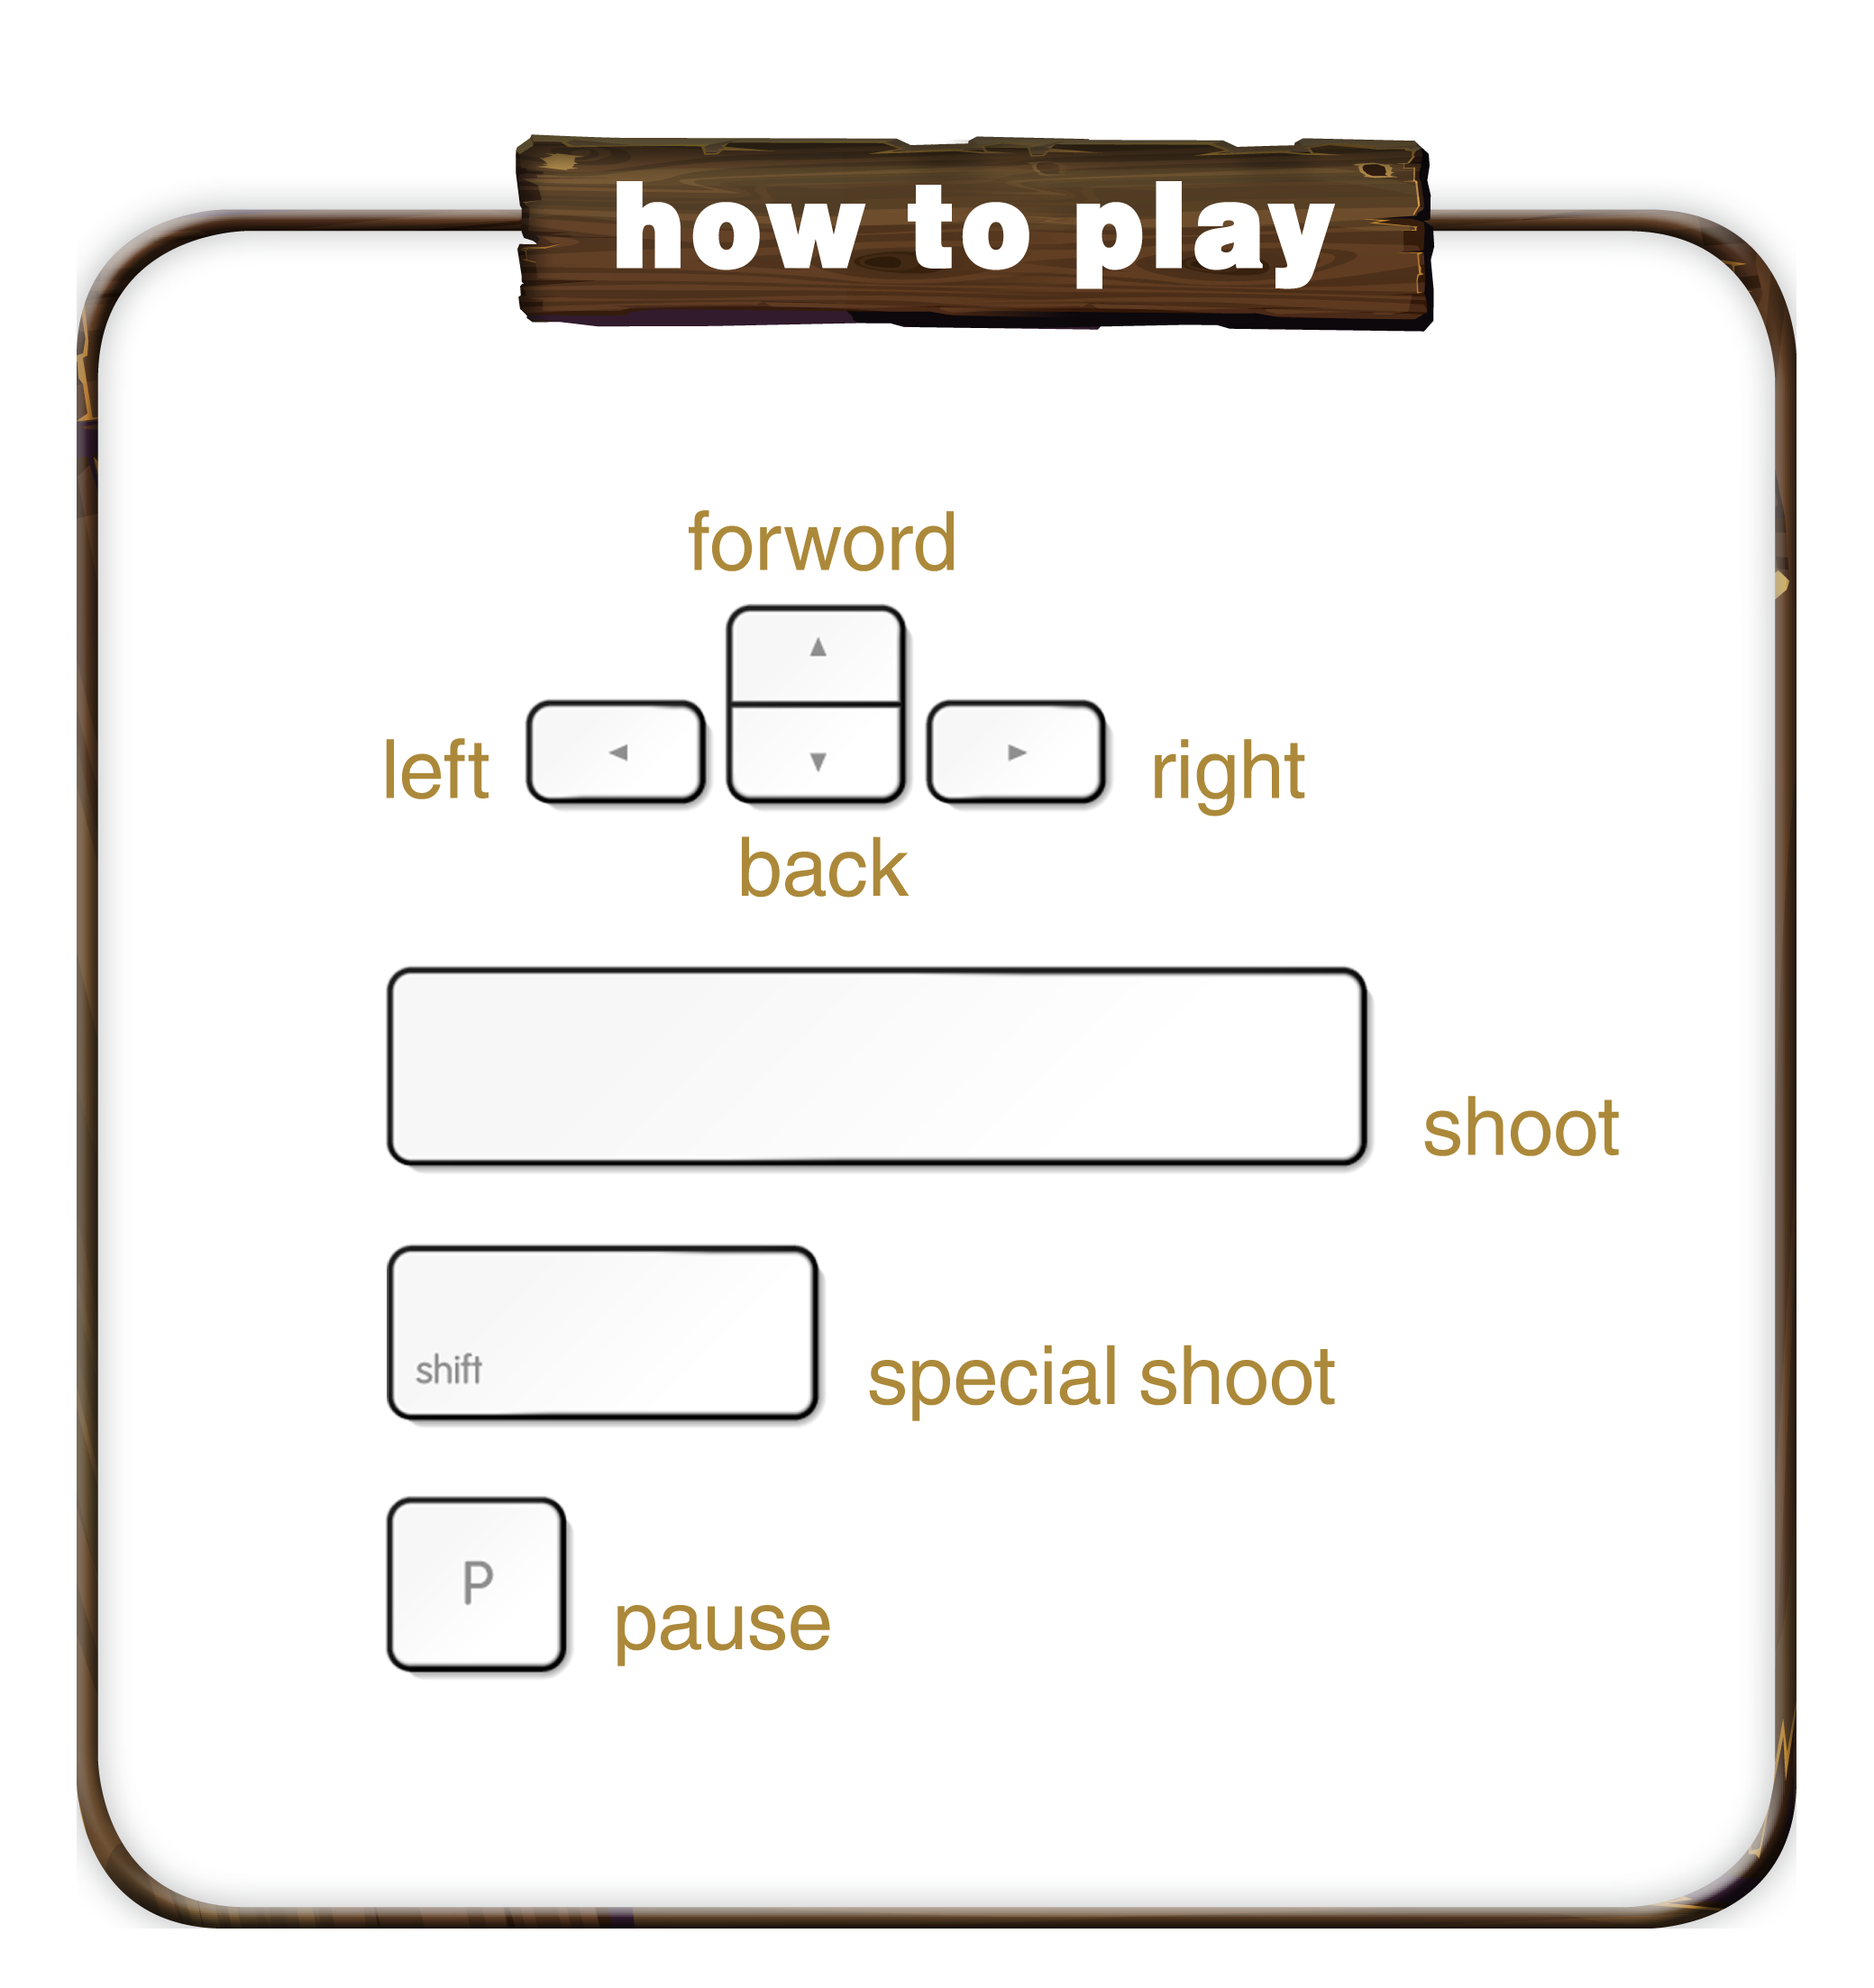 how to play
forword
left
right
back
shoot
shift
special shoot
P
pause